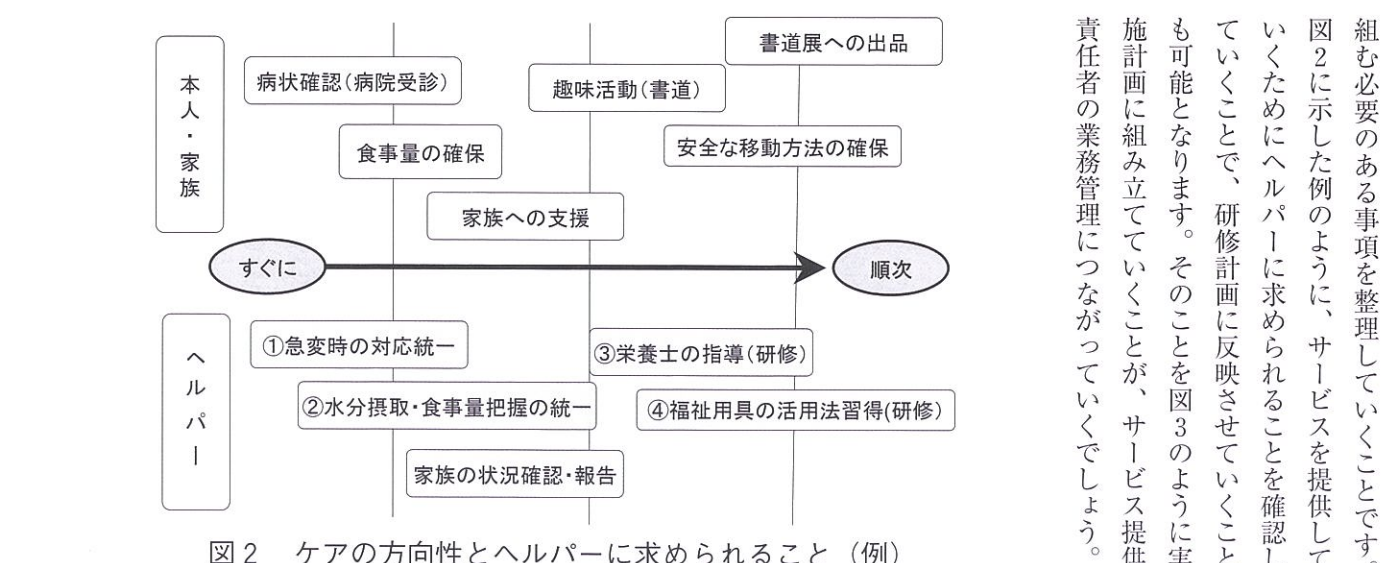 組む必要のある事項を整理していくことです。
図2に示した例のように、サービスを提供して
いくためにヘルパーに求められることを確認し
ていくことで、研修計画に反映させていくこと
も可能となります。そのことを図3のように実
施計画に組み立てていくことが、サービス提供
責任者の業務管理につながっていくでしょう。
本人・家族
書道展への出品
病状確認(病院受診)
趣味活動(書道)
食事量の確保
安全な移動方法の確保
家族への支援
すぐに
順次
ヘルパー
①急変時の対応統一
③栄養士の指導(研修)
②水分摂取・食事量把握の統一
④福祉用具の活用法習得(研修)
家族の状況確認・報告
図2 ケアの方向性とヘルパーに求められること(例)